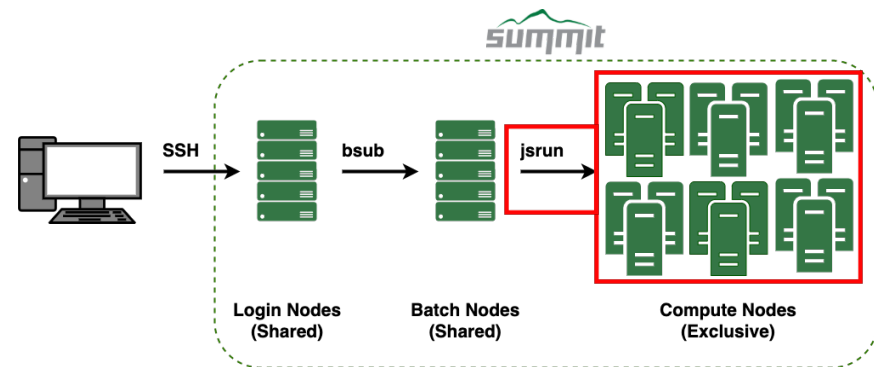 summit
SSH
bsub
jsrun
Login Nodes
(Shared)
Batch Nodes
(Shared)
Compute Nodes
(Exclusive)